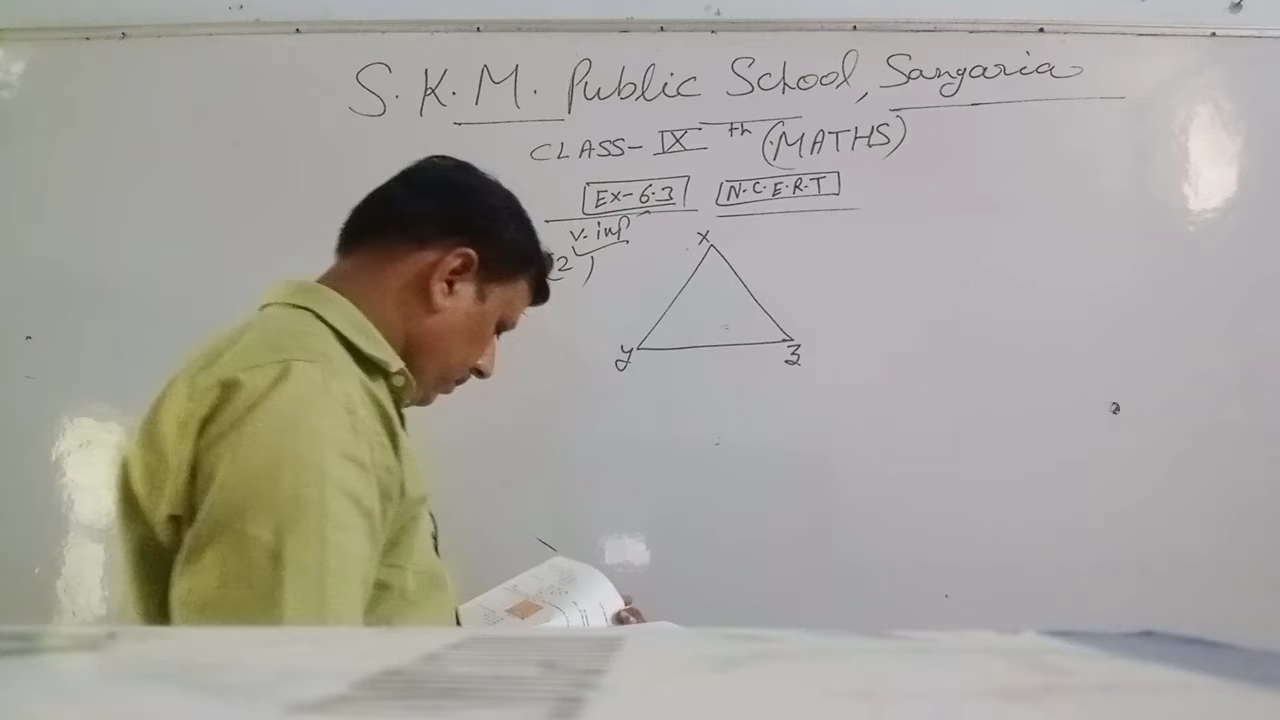 S.K.M. Public School, Sangaria
CLASS-IX th (MATHS)
Ex-6.3 N.C.E.R.T
V.imp
(2)
X
y
z